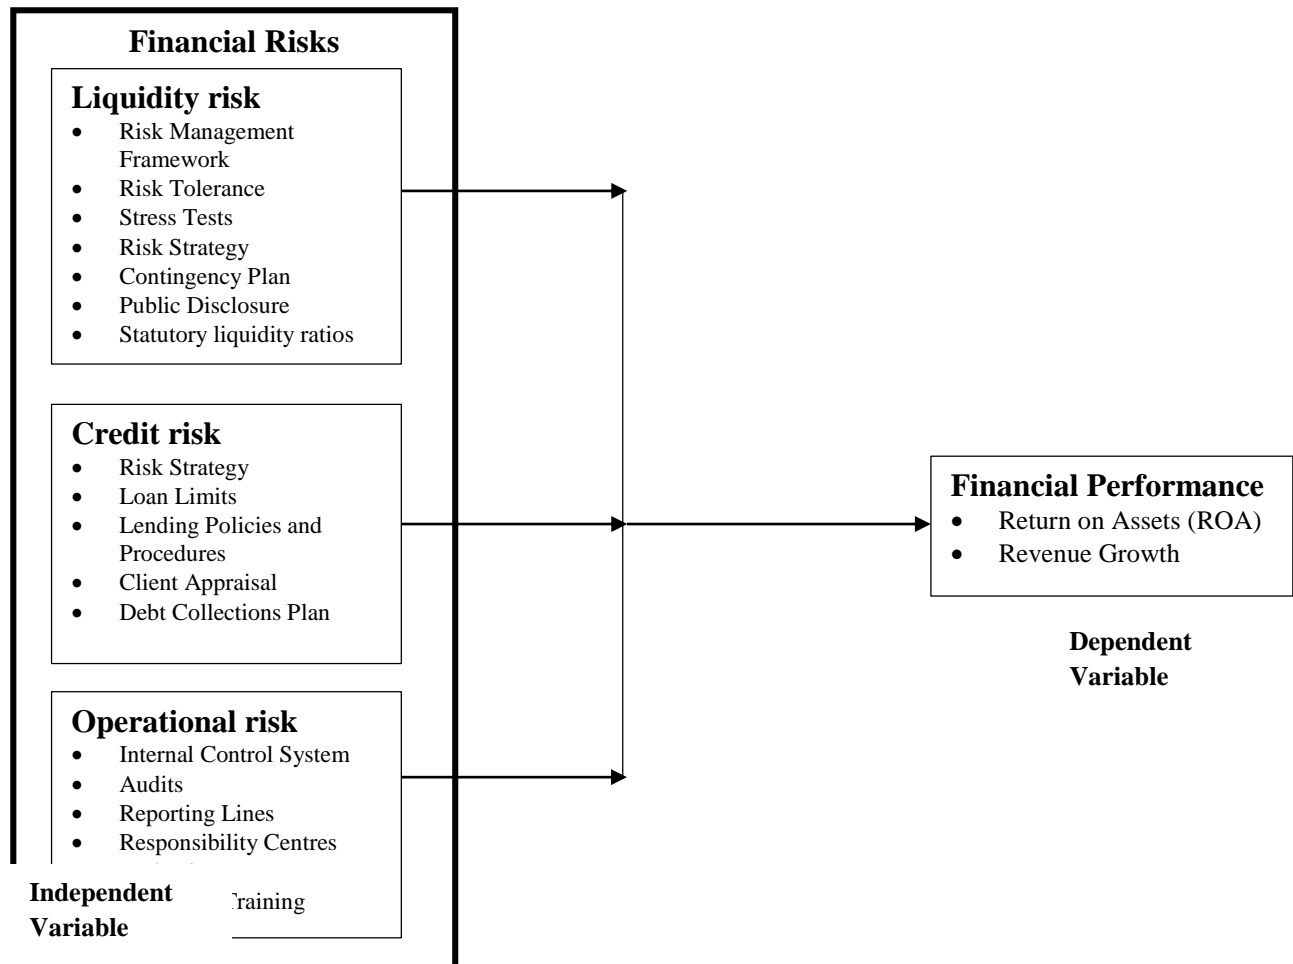 Financial Risks
Liquidity risk
• Risk Management
Framework
• Risk Tolerance
• Stress Tests
• Risk Strategy
• Contingency Plan
• Public Disclosure
• Statutory liquidity ratios
Credit risk
• Risk Strategy
• Loan Limits
• Lending Policies and
Procedures
• Client Appraisal
• Debt Collections Plan
Operational risk
• Internal Control System
• Audits
• Reporting Lines
• Responsibility Centres
Training
Independent
Variable
Financial Performance
• Return on Assets (ROA)
• Revenue Growth
Dependent
Variable